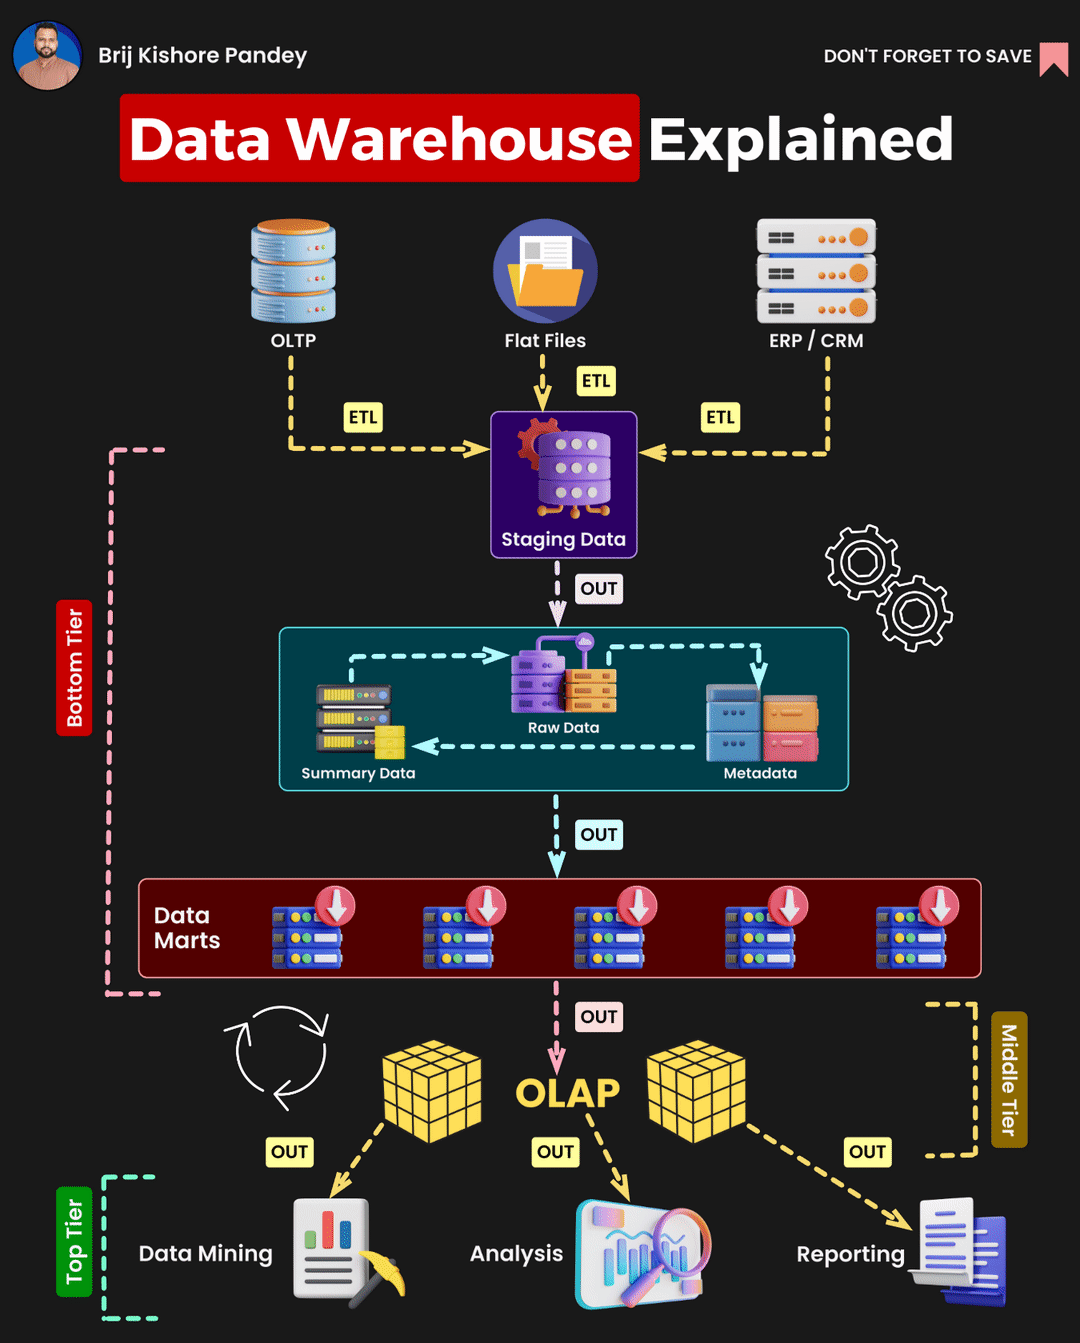 Brij Kishore Pandey
DON'T FORGET TO SAVE
Data Warehouse Explained
OLTP
Flat Files
ERP / CRM
ETL
ETL
ETL
Staging Data
OUT
Bottom Tier
Raw Data
Summary Data
Metadata
OUT
Data
Marts
OUT
Middle Tier
OLAP
OUT
OUT
OUT
Top Tier
Data Mining
Analysis
Reporting